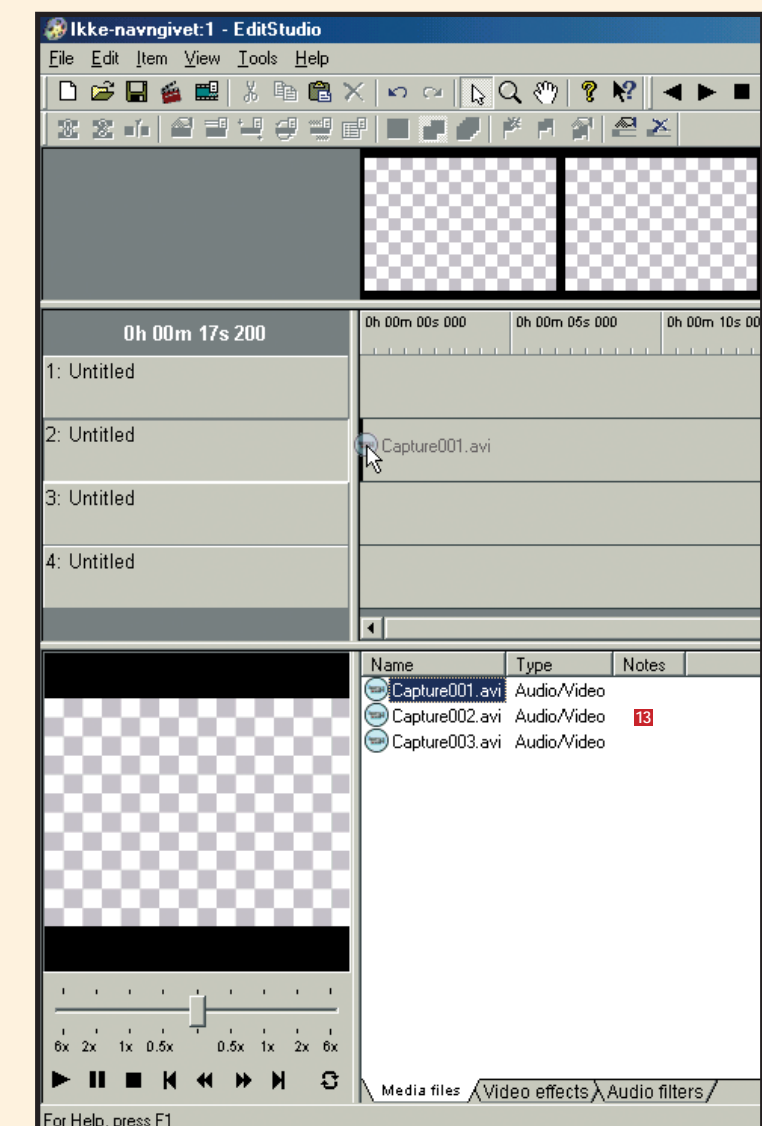 Ikke-navngivet:1 - EditStudio
File Edit Item View Tools Help
0h 00m 17s 200
0h 00m 00s 000 0h 00m 05s 000 0h 00m 10s 00
1: Untitled
2: Untitled
Capture001.avi
3: Untitled
4: Untitled
Name Type Notes
Capture001.avi Audio/Video
Capture002.avi Audio/Video 13
Capture003.avi Audio/Video
6x 2x 1x 0.5x 0.5x 1x 2x 6x
Media files Video effects Audio filters
For Help, press F1